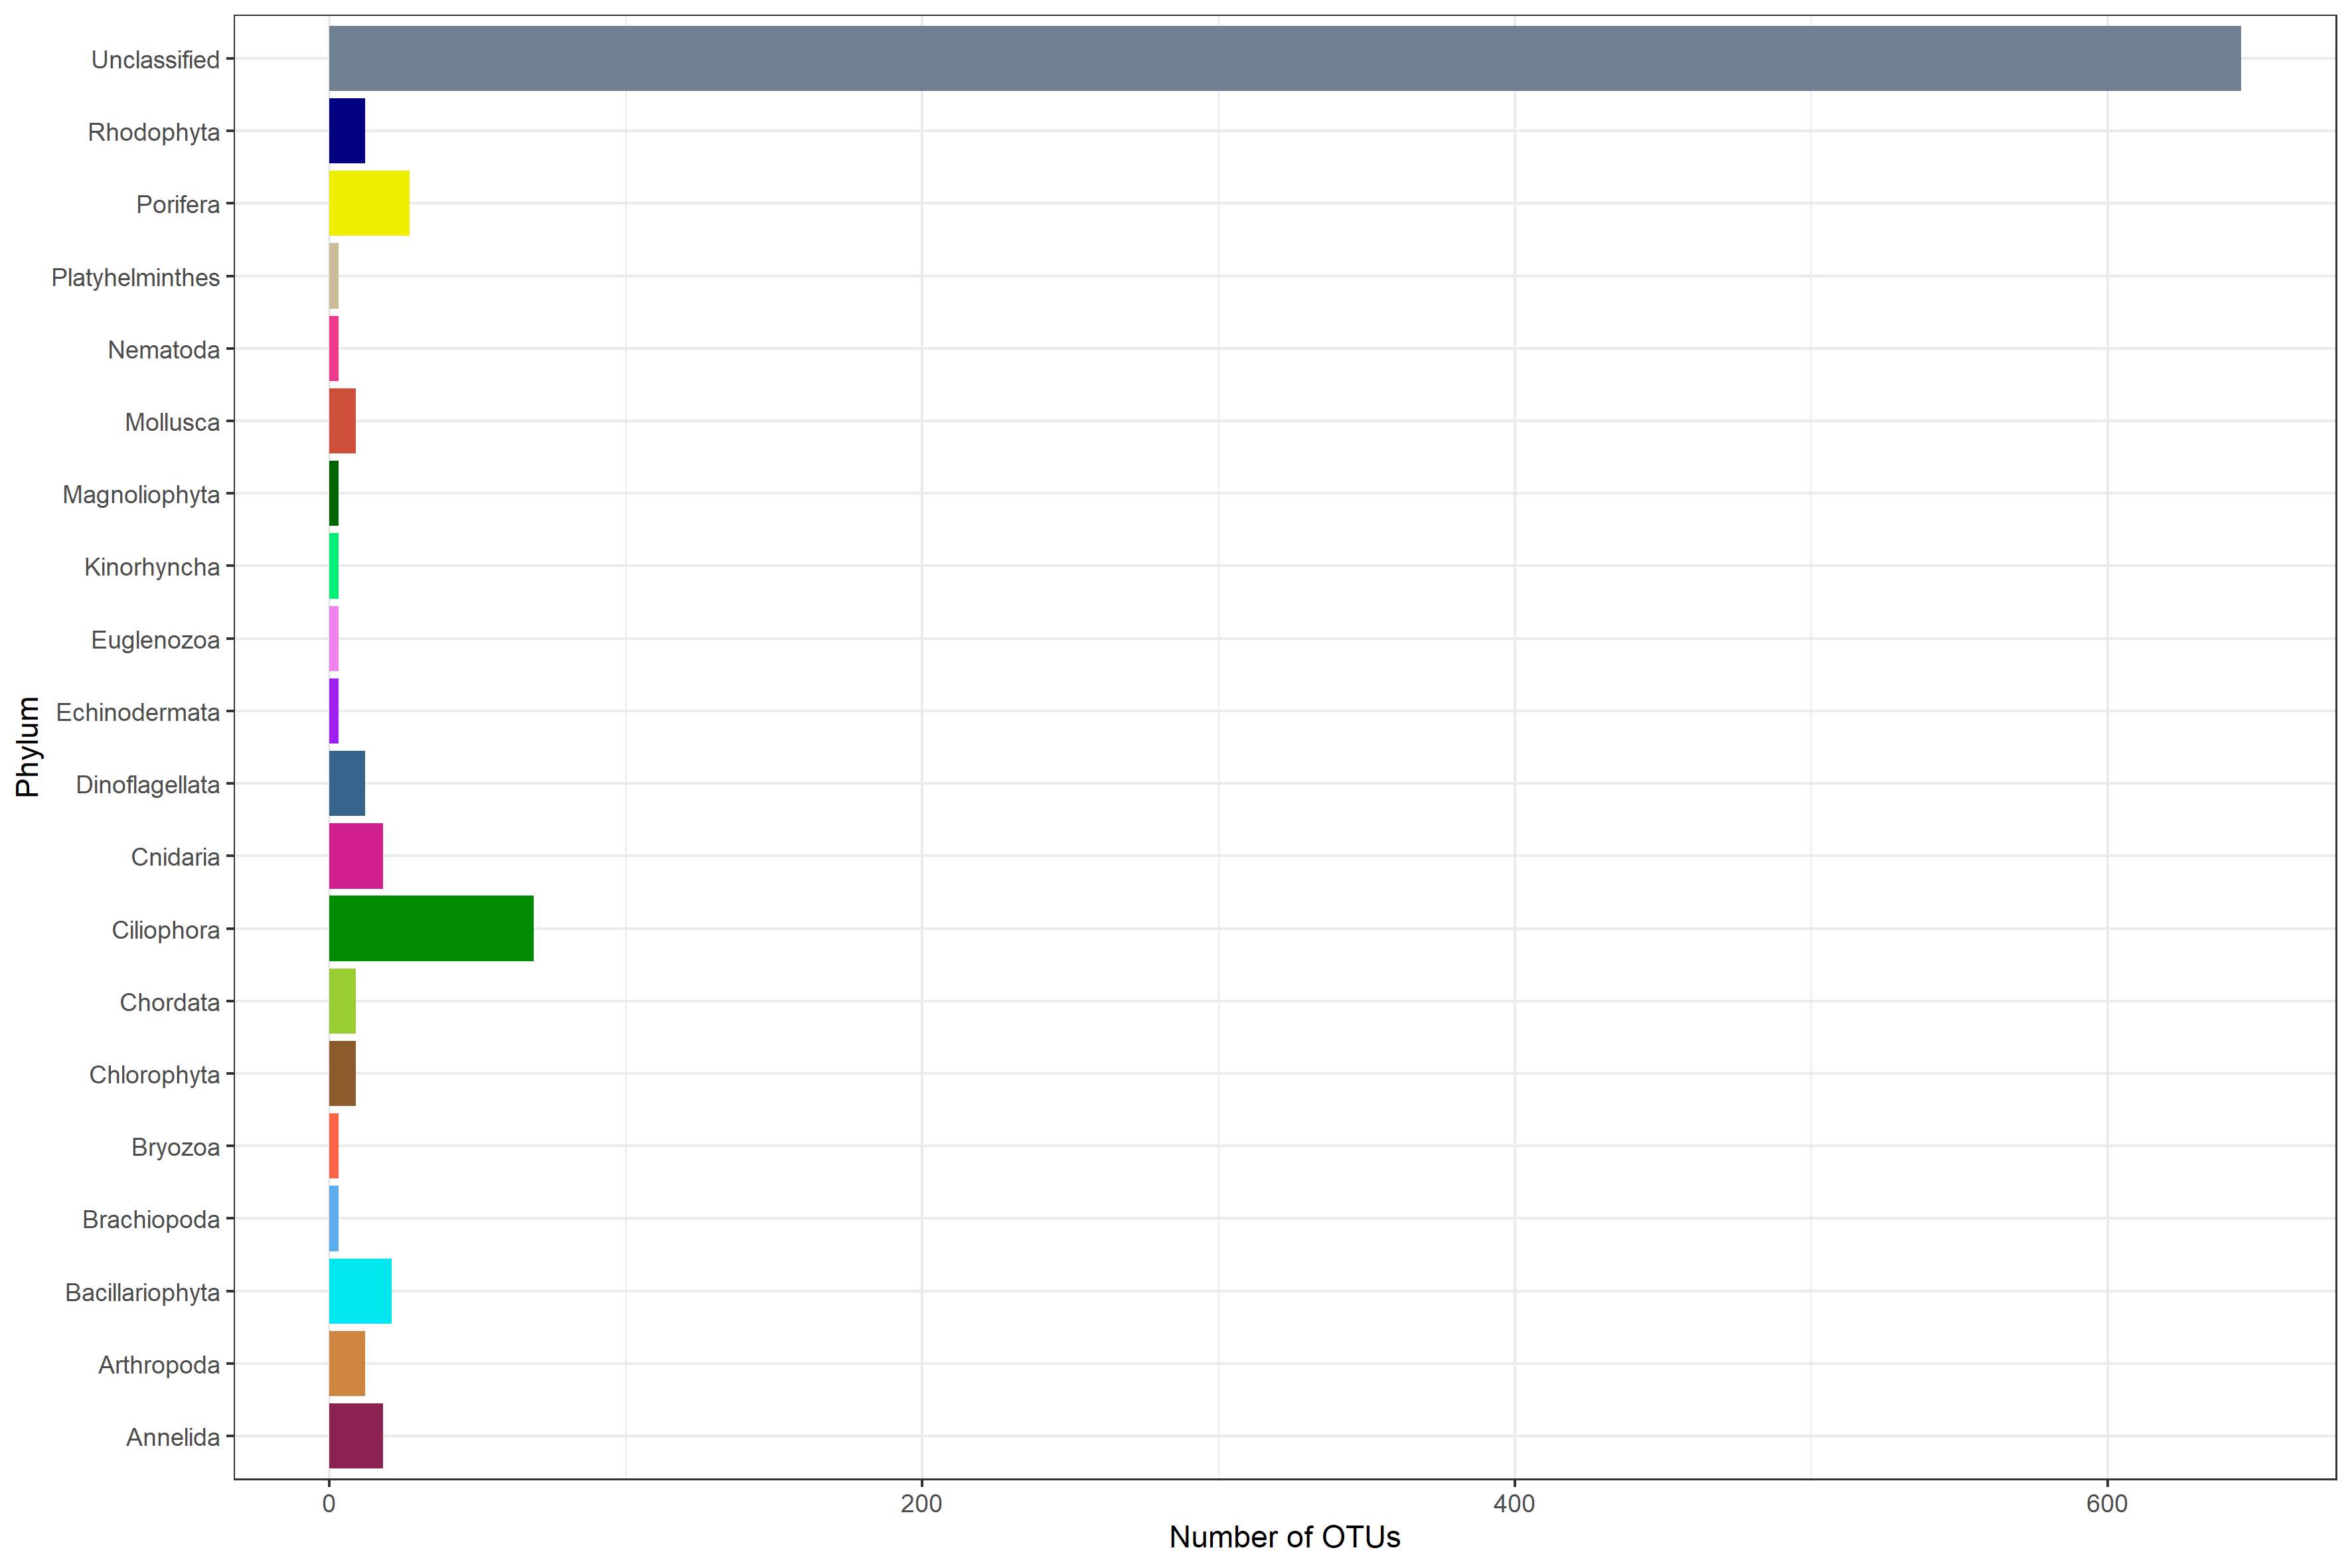 Unclassified
Rhodophyta
Porifera
Platyhelminthes
Nematoda
Mollusca
Magnoliophyta
Kinorhyncha
Euglenozoa
Echinodermata
Dinoflagellata
Cnidaria
Ciliophora
Chordata
Chlorophyta
Bryozoa
Brachiopoda
Bacillariophyta
Arthropoda
Annelida
Phylum
0 200 400 600
Number of OTUs